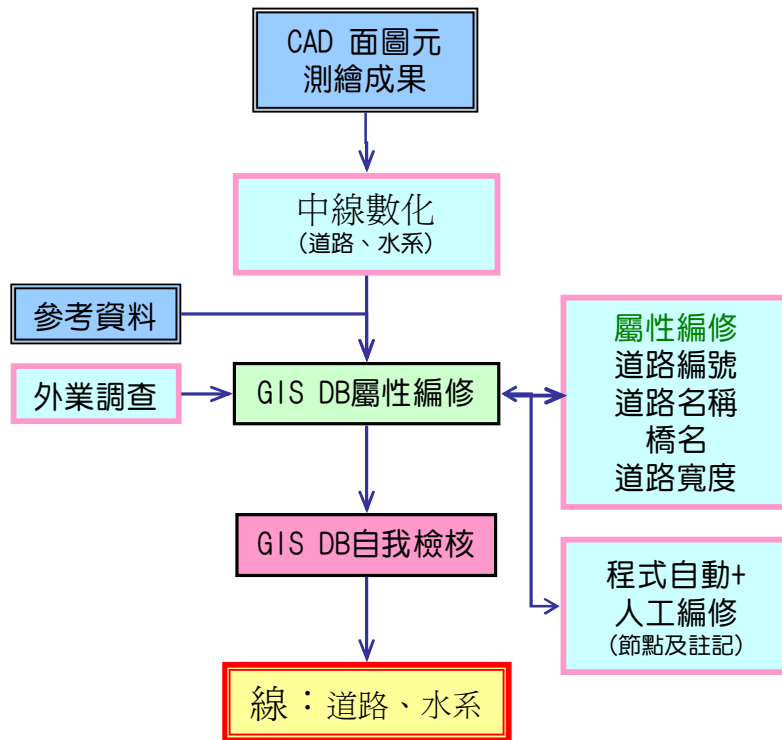 CAD 面圖元
測繪成果
中線數化
(道路、水系)
參考資料
外業調查
GIS DB屬性編修
屬性編修
道路編號
道路名稱
橋名
道路寬度
GIS DB自我檢核
程式自動+
人工編修
(節點及註記)
線：道路、水系